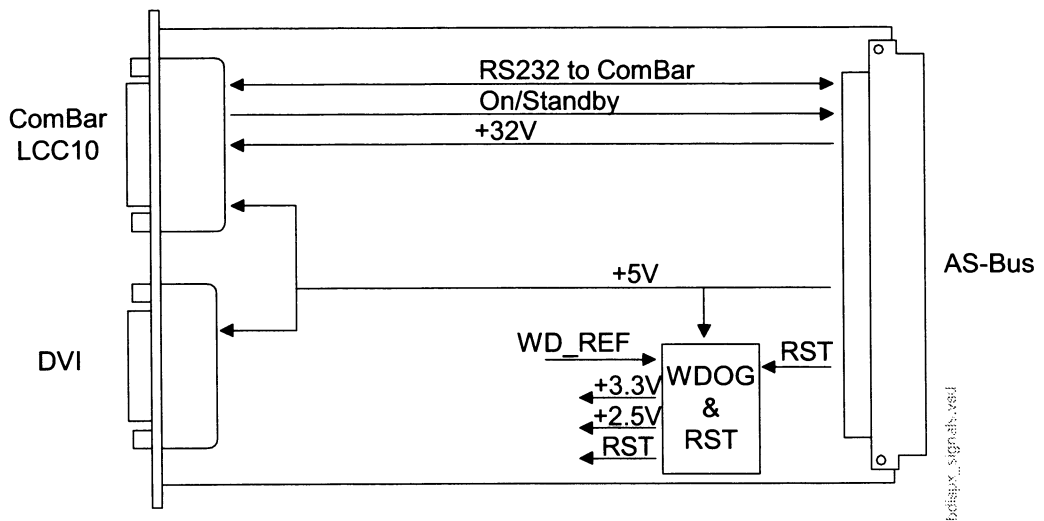 RS232 to ComBar
On/Standby
+32V
ComBar
LCC10
+5V
AS-Bus
DVI
WD_REF
RST
WDOG
&
RST
+3.3V
+2.5V
RST